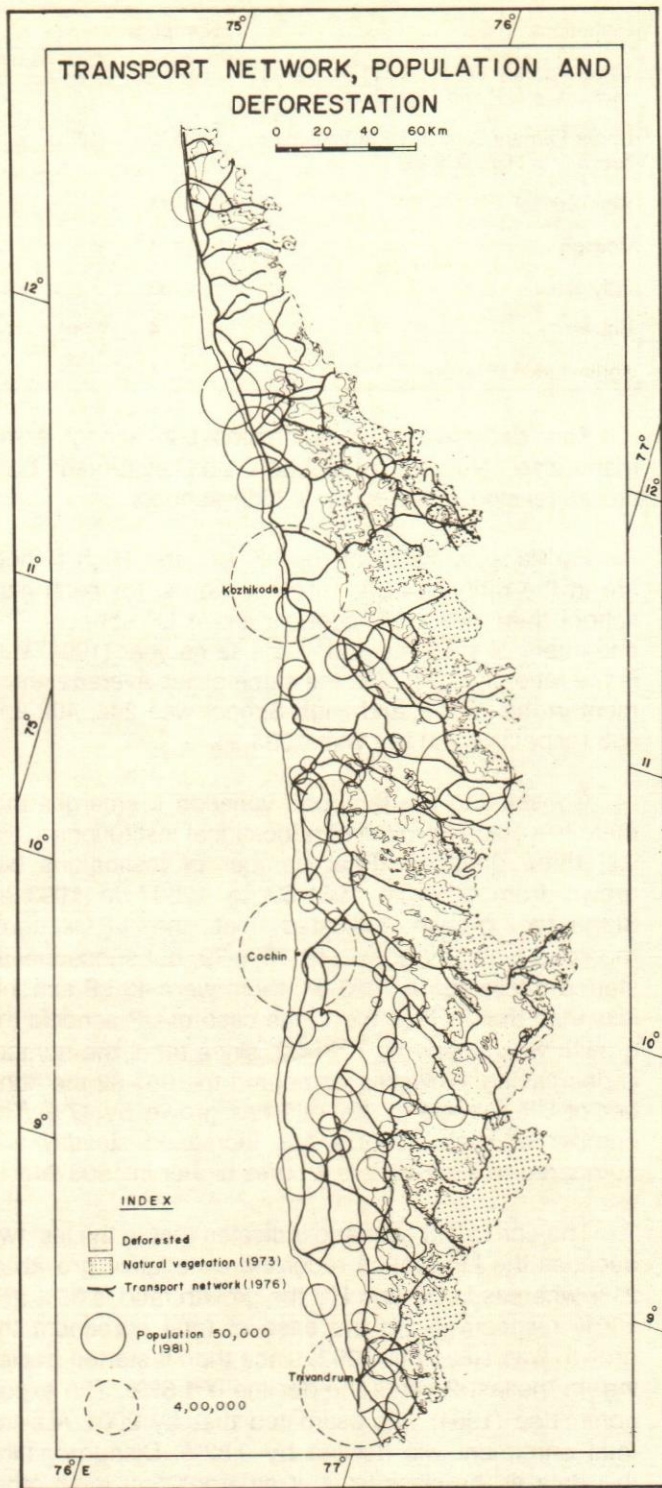 75°
76°
TRANSPORT NETWORK, POPULATION AND
DEFORESTATION
0 20 40 60 Km
12°
77°
12°
11°
Kozhikode
75°
11
10°
Cochin
10°
9°
INDEX
Deforested
Natural vegetation (1973)
Transport network (1976)
Population 50,000
(1981)
4,00,000
Trivandrum
9°
76°E
77°